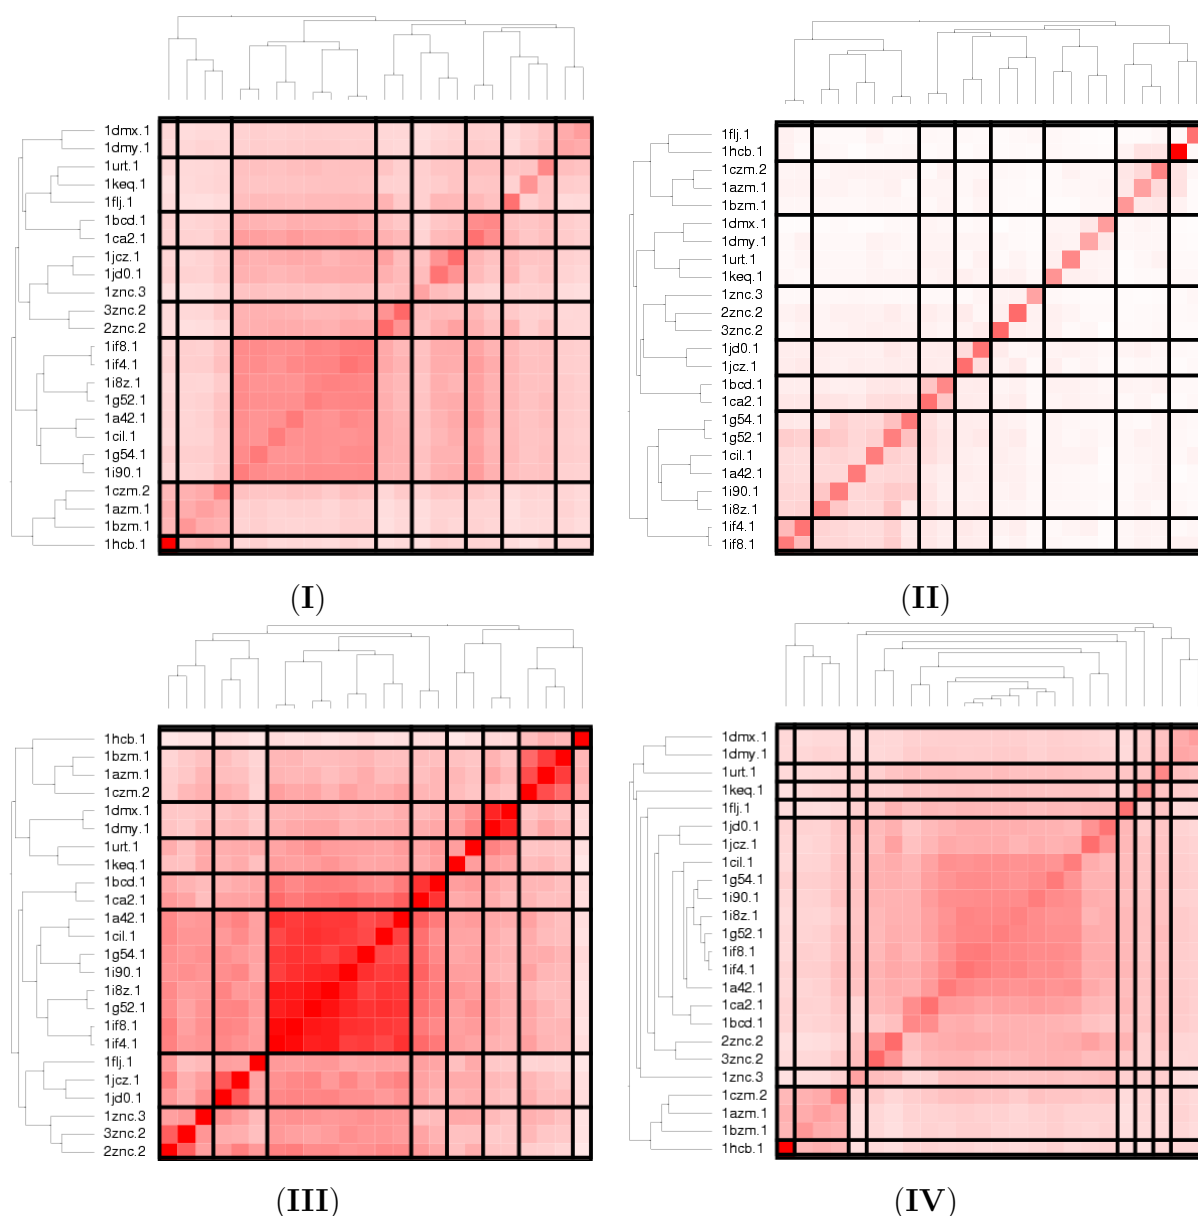 1dmx.1
1dmy.1
1urt.1
1keq.1
1flj.1
1bcd.1
1ca2.1
1jcz.1
1jd0.1
1znc.3
3znc.2
2znc.2
1if8.1
1if4.1
1i8z.1
1g52.1
1a42.1
1cil.1
1g54.1
1i90.1
1czm.2
1azm.1
1bzm.1
1hcb.1
(I)
1flj.1
1hcb.1
1czm.2
1azm.1
1bzm.1
1dmx.1
1dmy.1
1urt.1
1keq.1
1znc.3
2znc.2
3znc.2
1jd0.1
1jcz.1
1bcd.1
1ca2.1
1g54.1
1g52.1
1cil.1
1a42.1
1i90.1
1i8z.1
1if4.1
1if8.1
(II)
1hcb.1
1bzm.1
1azm.1
1czm.2
1dmx.1
1dmy.1
1urt.1
1keq.1
1bcd.1
1ca2.1
1a42.1
1cil.1
1g54.1
1i90.1
1i8z.1
1g52.1
1if8.1
1if4.1
1flj.1
1jcz.1
1jd0.1
1znc.3
3znc.2
2znc.2
(III)
1dmx.1
1dmy.1
1urt.1
1keq.1
1flj.1
1jd0.1
1jcz.1
1cil.1
1g54.1
1i90.1
1i8z.1
1g52.1
1if8.1
1if4.1
1a42.1
1ca2.1
1bcd.1
2znc.2
3znc.2
1znc.3
1czm.2
1azm.1
1bzm.1
1hcb.1
(IV)